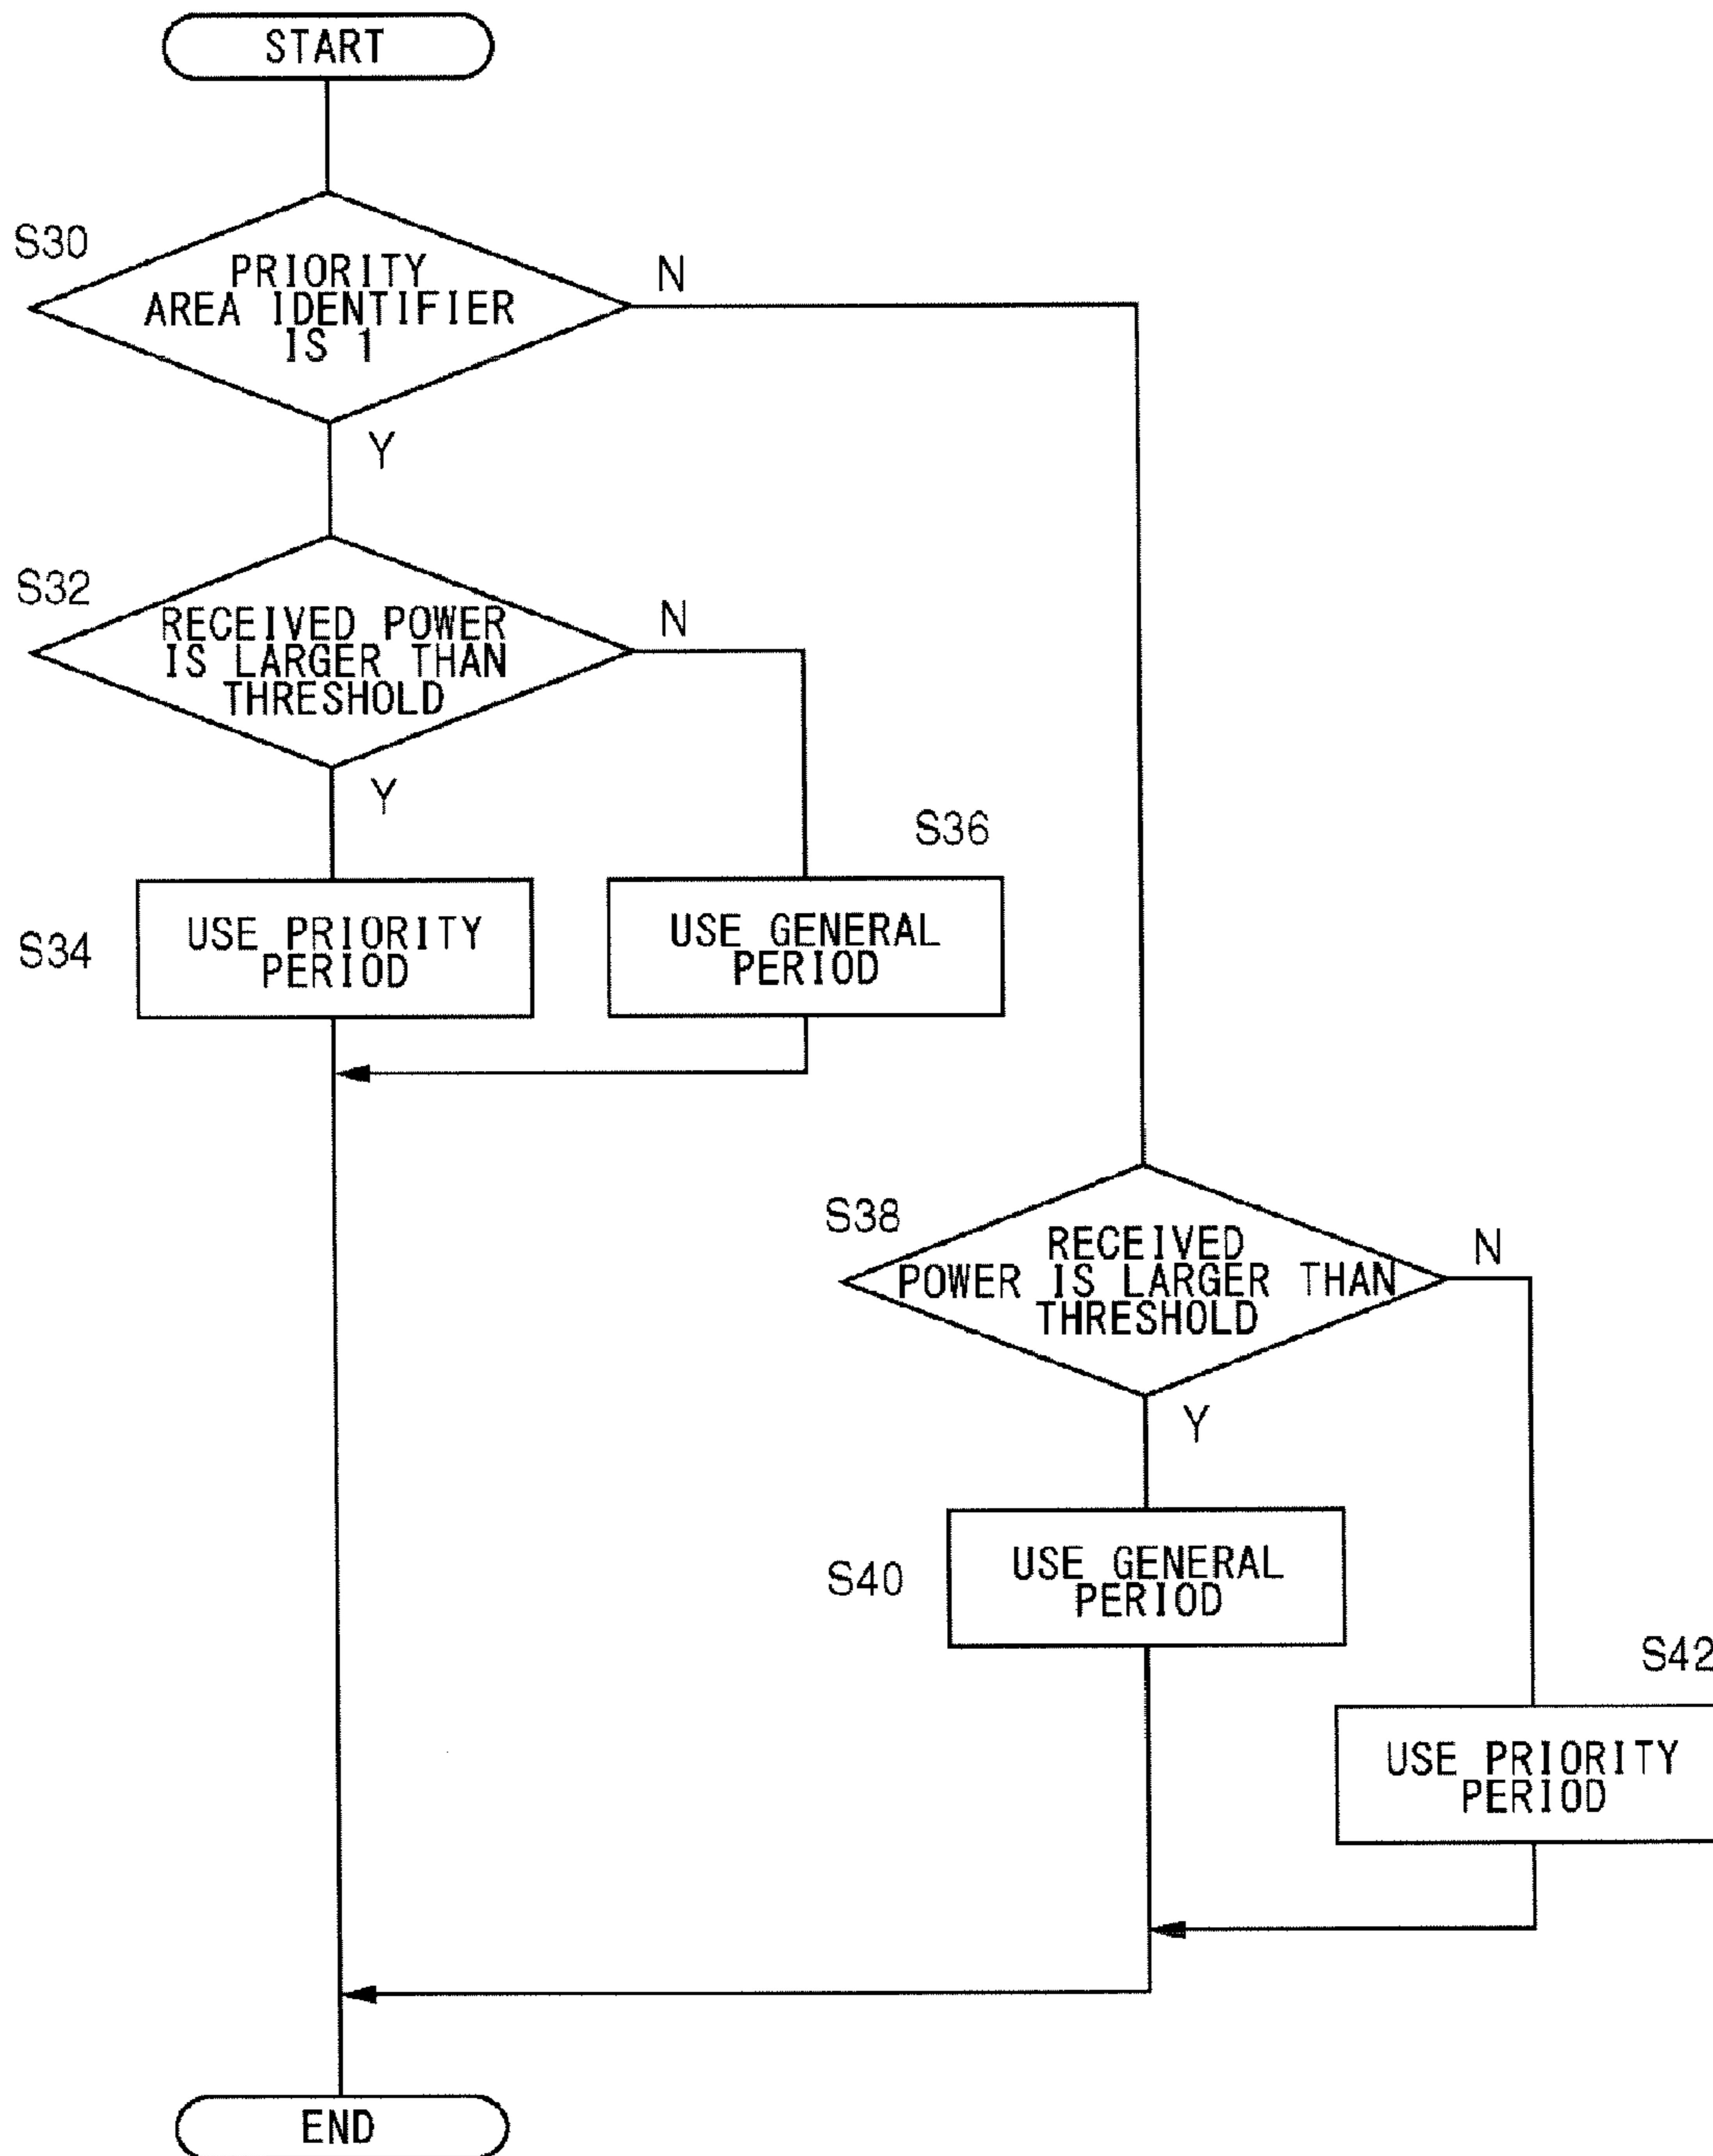 START
S30
PRIORITY
AREA IDENTIFIER
IS 1
N
Y
S32
RECEIVED POWER
IS LARGER THAN
THRESHOLD
N
Y
S36
S34
USE PRIORITY
PERIOD
USE GENERAL
PERIOD
S38
RECEIVED
POWER IS LARGER THAN
THRESHOLD
N
Y
S40
USE GENERAL
PERIOD
S42
USE PRIORITY
PERIOD
END